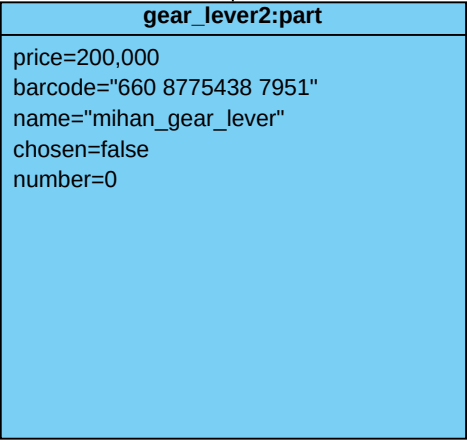 gear_lever2:part
price=200,000
barcode="660 8775438 7951"
name="mihan_gear_lever"
chosen=false
number=0